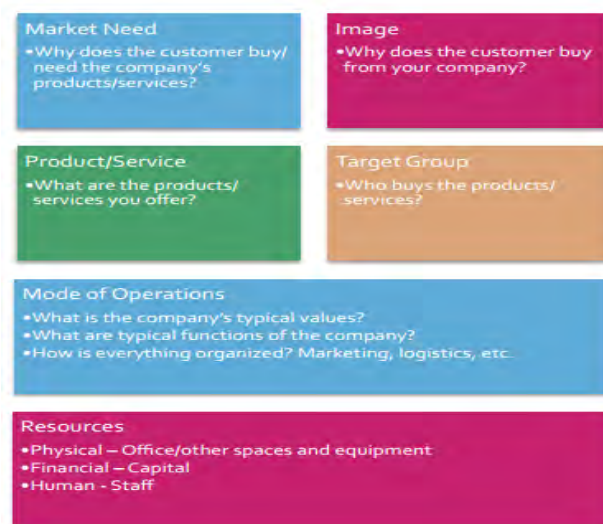 Market Need
•Why does the customer buy/
need the company's
products/services?
Image
•Why does the customer buy
from your company?
Product/Service
•What are the products/
services you offer?
Target Group
•Who buys the products/
services?
Mode of Operations
•What is the company's typical values?
•What are typical functions of the company?
•How is everything organized? Marketing, logistics, etc.
Resources
•Physical – Office/other spaces and equipment
•Financial – Capital
•Human - Staff